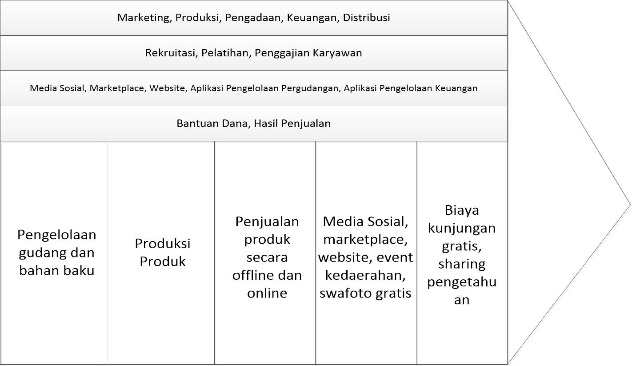 Marketing, Produksi, Pengadaan, Keuangan, Distribusi
Rekruitasi, Pelatihan, Penggajian Karyawan
Media Sosial, Marketplace, Website, Aplikasi Pengelolaan Pergudangan, Aplikasi Pengelolaan Keuangan
Bantuan Dana, Hasil Penjualan
Pengelolaan
gudang dan
bahan baku
Produksi
Produk
Penjualan
produk
secara
offline dan
online
Media Sosial,
marketplace,
website, event
kedaerahan,
swafoto gratis
Biaya
kunjungan
gratis,
sharing
pengetahu
an